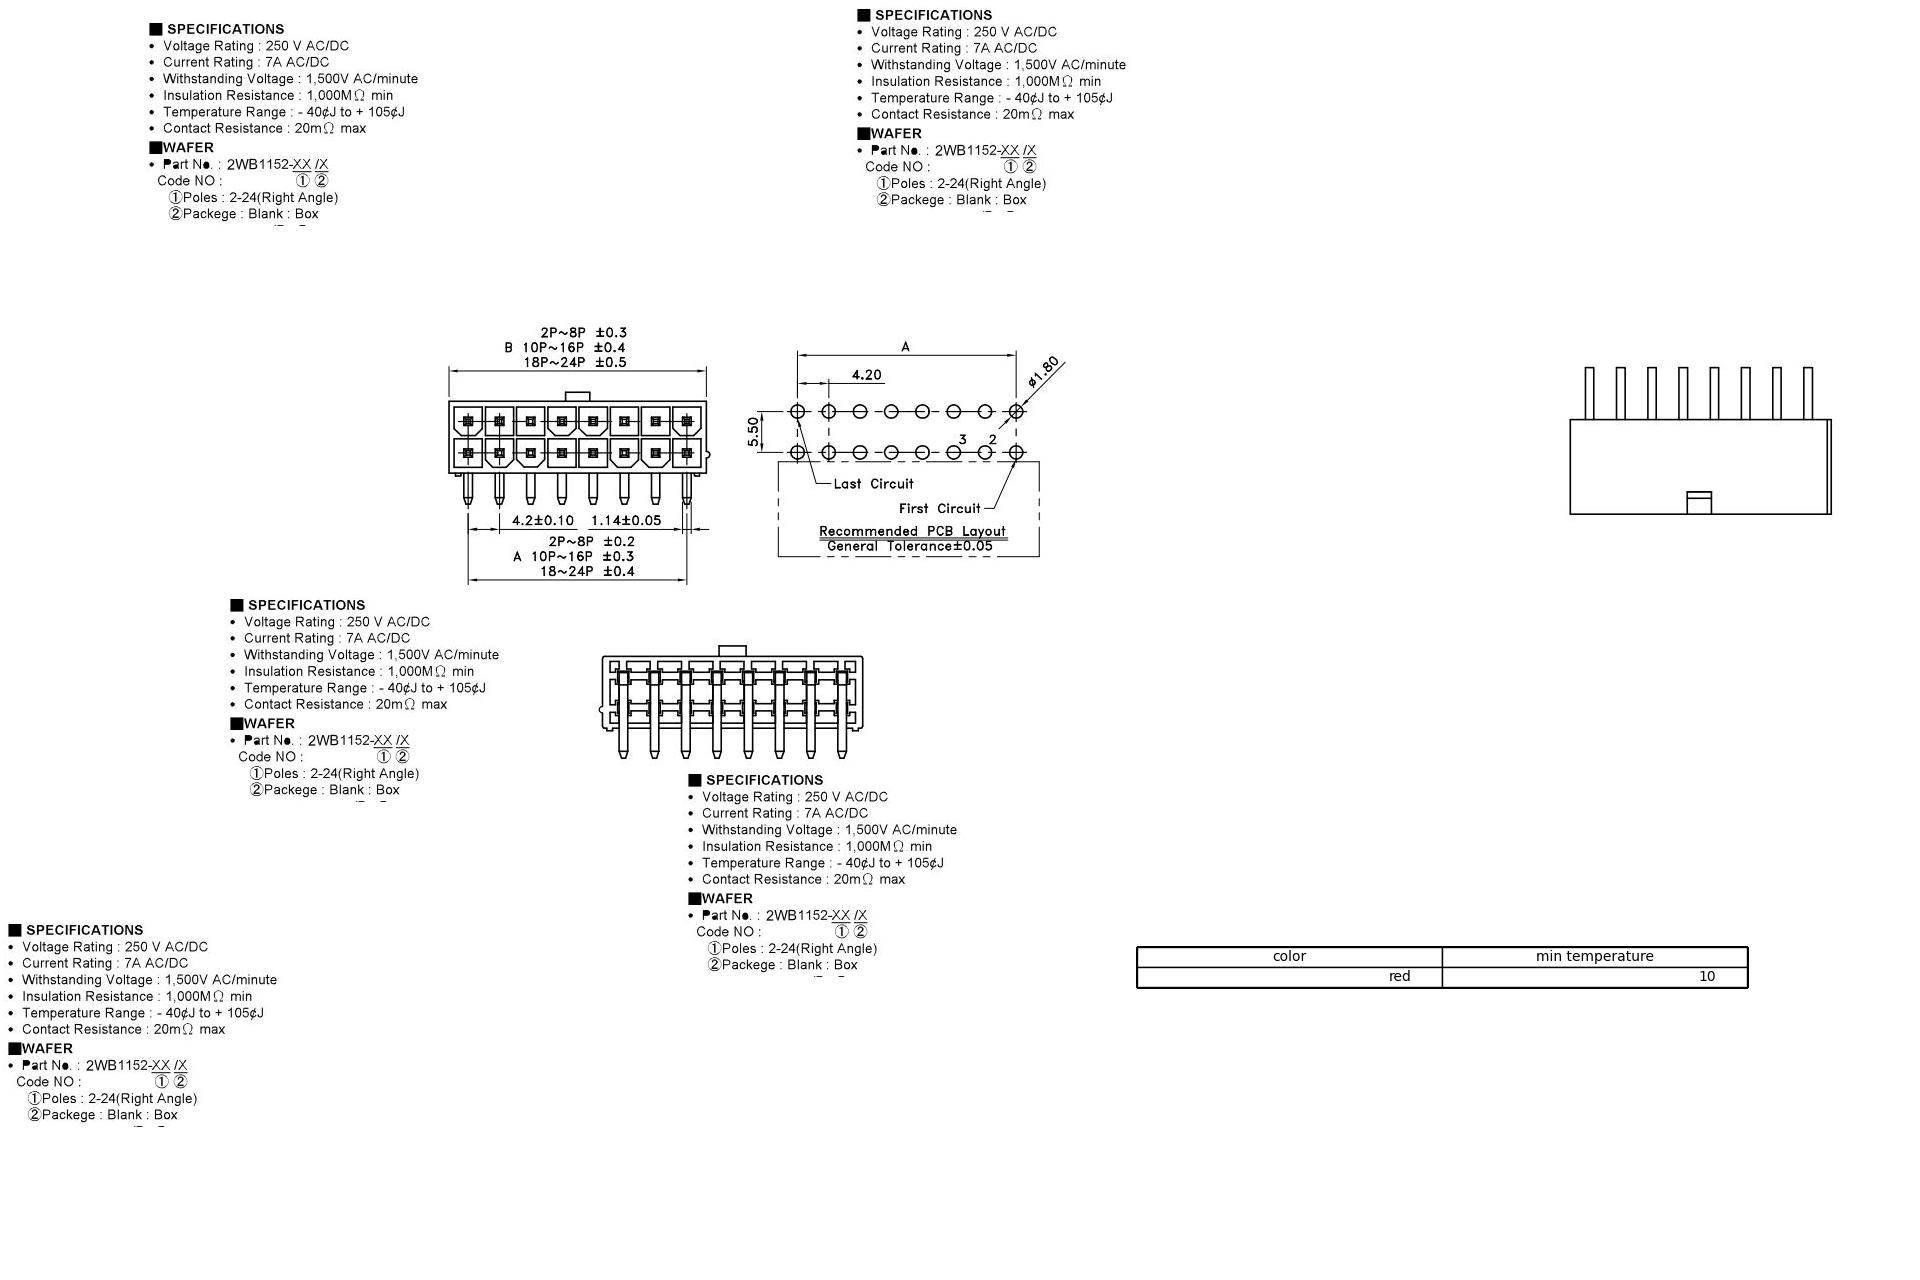 ■ SPECIFICATIONS
• Voltage Rating : 250 V AC/DC
• Current Rating : 7A AC/DC
• Withstanding Voltage : 1,500V AC/minute
• Insulation Resistance : 1,000MΩ min
• Temperature Range : - 40¢J to + 105¢J
• Contact Resistance : 20mΩ max
■WAFER
• Part No. : 2WB1152-XX /X
Code NO : ① ②
①Poles : 2-24(Right Angle)
②Packege : Blank : Box
■ SPECIFICATIONS
• Voltage Rating : 250 V AC/DC
• Current Rating : 7A AC/DC
• Withstanding Voltage : 1,500V AC/minute
• Insulation Resistance : 1,000MΩ min
• Temperature Range : - 40¢J to + 105¢J
• Contact Resistance : 20mΩ max
■WAFER
• Part No. : 2WB1152-XX /X
Code NO : ① ②
①Poles : 2-24(Right Angle)
②Packege : Blank : Box
2P~8P ±0.3
B 10P~16P ±0.4
18P~24P ±0.5
4.2±0.10 1.14±0.05
2P~8P ±0.2
A 10P~16P ±0.3
18~24P ±0.4
A
4.20
ø1.80
5.50
3 2
Last Circuit
First Circuit
Recommended PCB Layout
General Tolerance±0.05
■ SPECIFICATIONS
• Voltage Rating : 250 V AC/DC
• Current Rating : 7A AC/DC
• Withstanding Voltage : 1,500V AC/minute
• Insulation Resistance : 1,000MΩ min
• Temperature Range : - 40¢J to + 105¢J
• Contact Resistance : 20mΩ max
■WAFER
• Part No. : 2WB1152-XX /X
Code NO : ① ②
①Poles : 2-24(Right Angle)
②Packege : Blank : Box
■ SPECIFICATIONS
• Voltage Rating : 250 V AC/DC
• Current Rating : 7A AC/DC
• Withstanding Voltage : 1,500V AC/minute
• Insulation Resistance : 1,000MΩ min
• Temperature Range : - 40¢J to + 105¢J
• Contact Resistance : 20mΩ max
■WAFER
• Part No. : 2WB1152-XX /X
Code NO : ① ②
①Poles : 2-24(Right Angle)
②Packege : Blank : Box
■ SPECIFICATIONS
• Voltage Rating : 250 V AC/DC
• Current Rating : 7A AC/DC
• Withstanding Voltage : 1,500V AC/minute
• Insulation Resistance : 1,000MΩ min
• Temperature Range : - 40¢J to + 105¢J
• Contact Resistance : 20mΩ max
■WAFER
• Part No. : 2WB1152-XX /X
Code NO : ① ②
①Poles : 2-24(Right Angle)
②Packege : Blank : Box
color min temperature
red 10